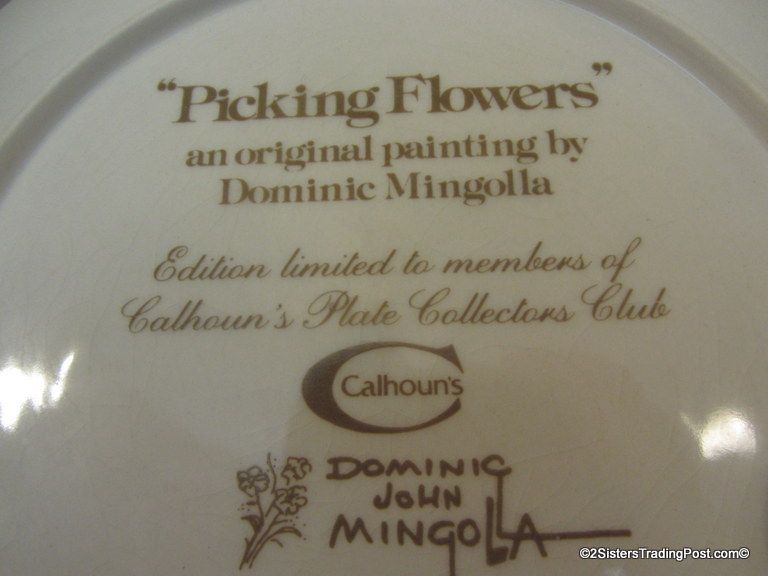 “Picking Flowers”
an original painting by
Dominic Mingolla
Edition limited to members of
Calhoun's Plate Collectors Club
Calhoun's
DOMINIC
JOHN
MINGOLLA
©2SistersTradingPost.com©